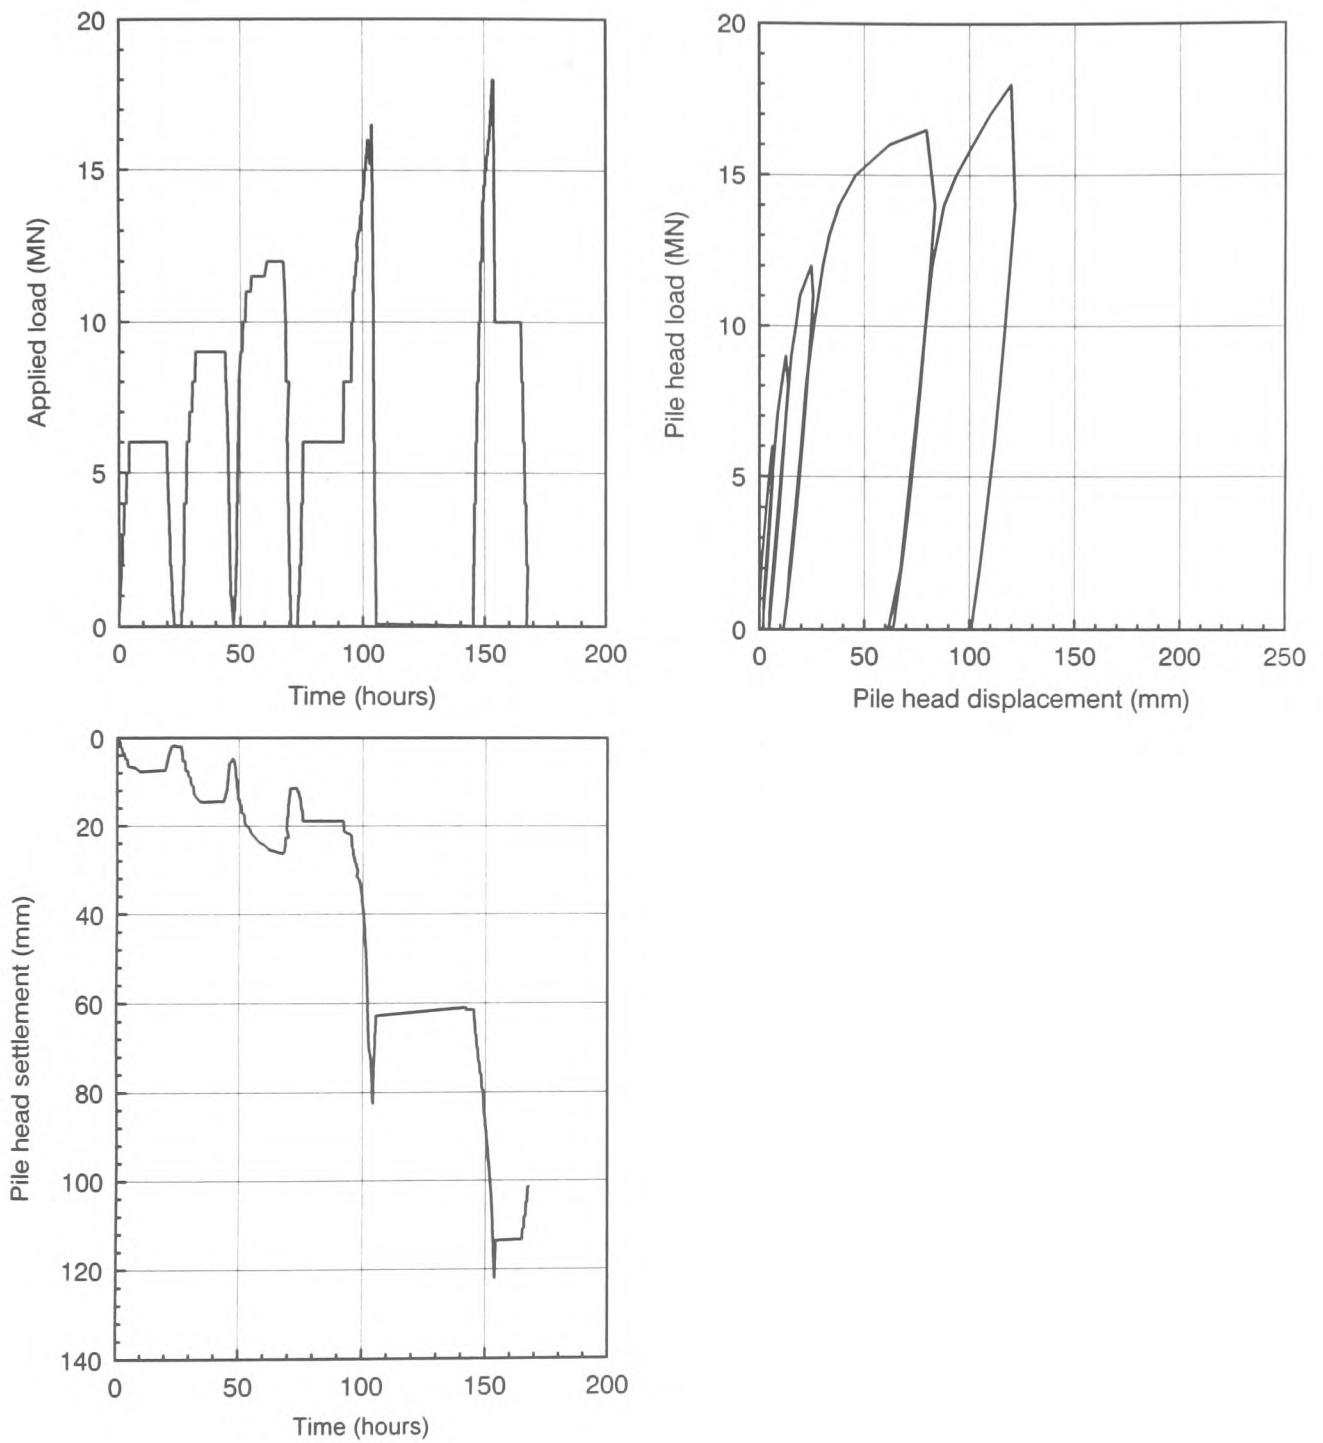 20
15
10
5
0
Applied load (MN)
0 50 100 150 200
Time (hours)
20
15
10
5
0
Pile head load (MN)
0 50 100 150 200 250
Pile head displacement (mm)
0
20
40
60
80
100
120
140
Pile head settlement (mm)
0 50 100 150 200
Time (hours)